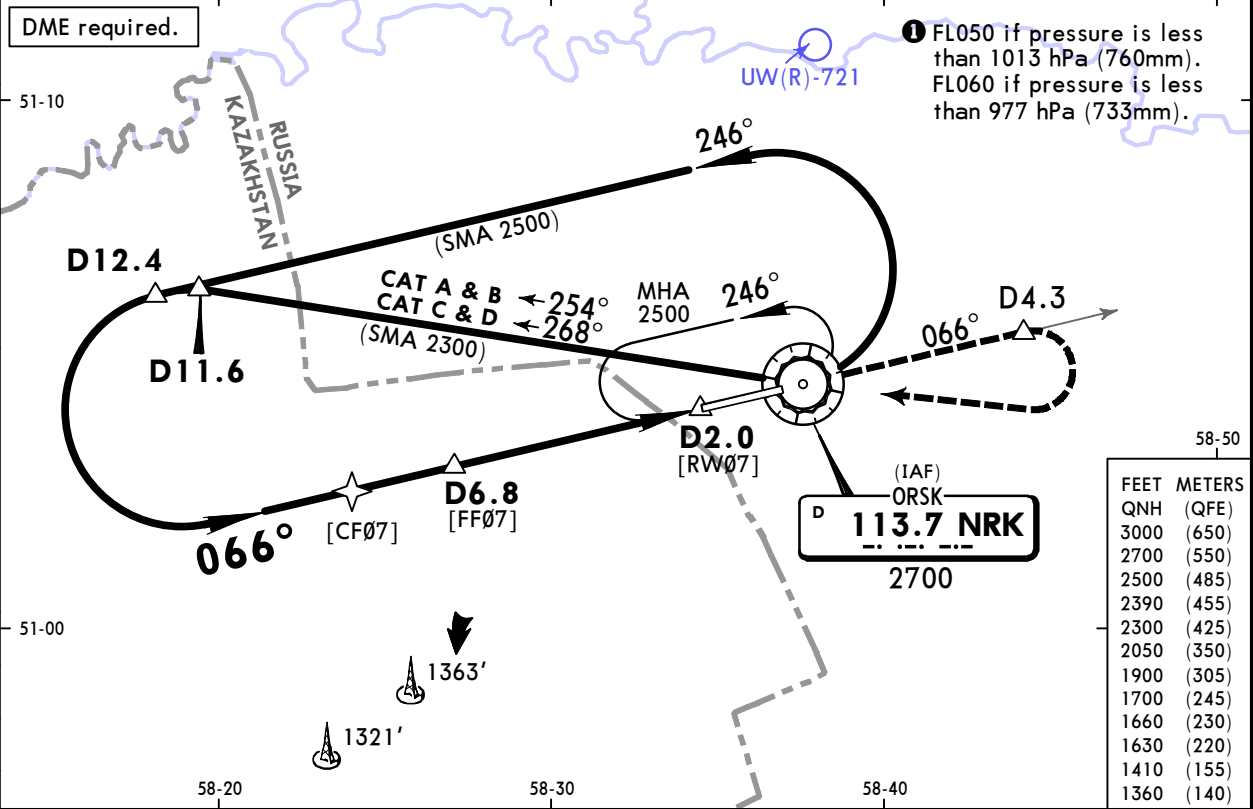 DME required.
❶ FL050 if pressure is less
than 1013 hPa (760mm).
FL060 if pressure is less
than 977 hPa (733mm).
UW(R)-721
51-10
RUSSIA
KAZAKHSTAN
246°
(SMA 2500)
D12.4
D11.6
CAT A & B 254°
CAT C & D 268°
(SMA 2300)
MHA
2500
246°
D4.3
066°
D2.0
[RWØ7]
D6.8
[FFØ7]
[CFØ7]
066°
(IAF)
ORSK
D 113.7 NRK
2700
58-50
51-00
1363'
1321'
58-20
58-30
58-40
FEET METERS
QNH (QFE)
3000 (650)
2700 (550)
2500 (485)
2390 (455)
2300 (425)
2050 (350)
1900 (305)
1700 (245)
1660 (230)
1630 (220)
1410 (155)
1360 (140)